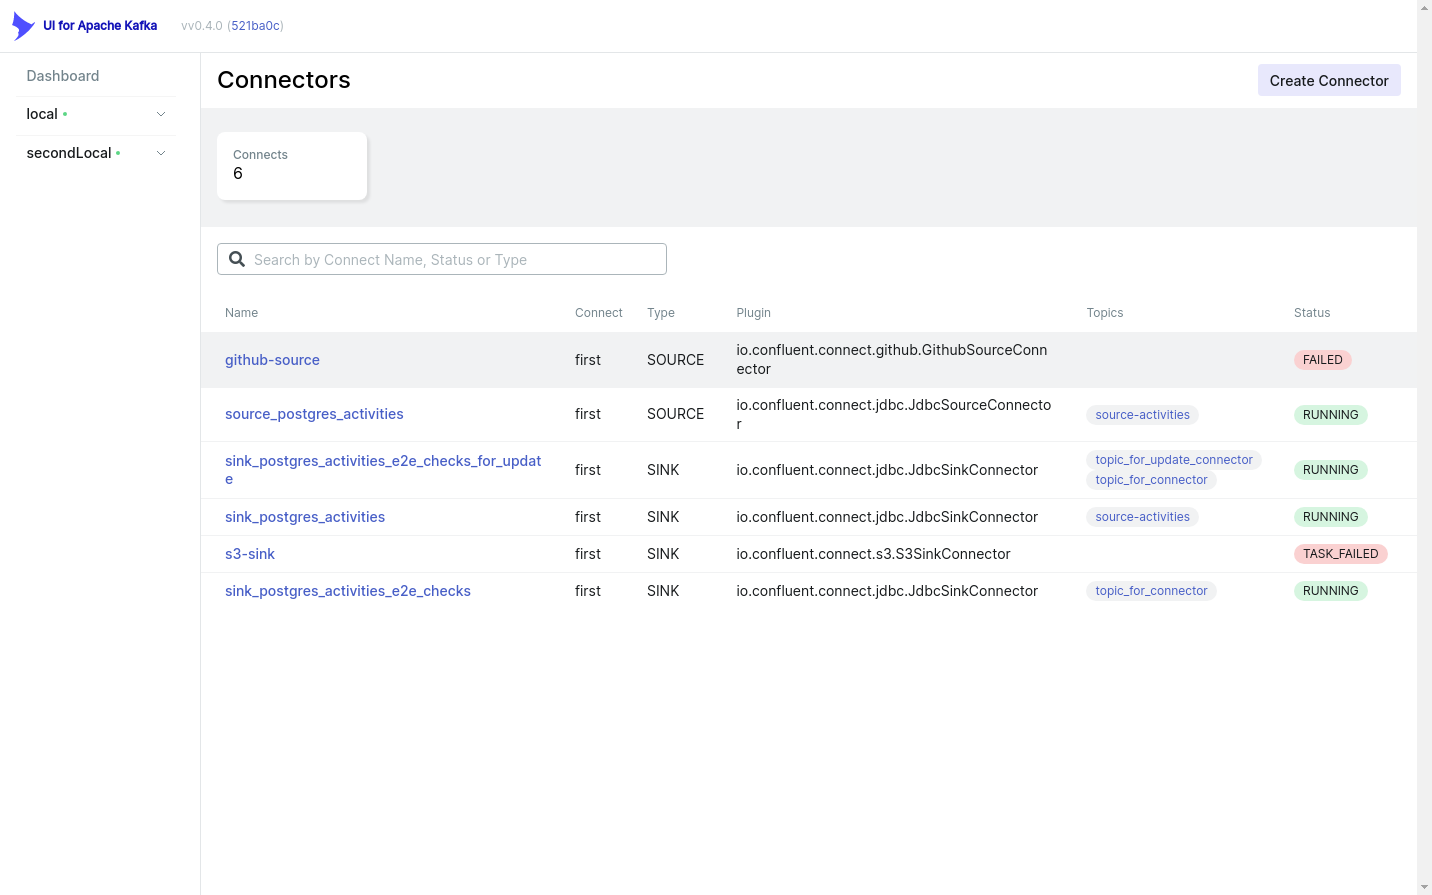 UI for Apache Kafka vv0.4.0 (521ba0c)
Dashboard
local
secondLocal
Connectors
Create Connector
Connects
6
Search by Connect Name, Status or Type
Name Connect Type Plugin Topics Status
github-source first SOURCE io.confluent.connect.github.GithubSourceConn
ector FAILED
source_postgres_activities first SOURCE io.confluent.connect.jdbc.JdbcSourceConnecto
r source-activities RUNNING
sink_postgres_activities_e2e_checks_for_updat
e first SINK io.confluent.connect.jdbc.JdbcSinkConnector topic_for_update_connector
topic_for_connector RUNNING
sink_postgres_activities first SINK io.confluent.connect.jdbc.JdbcSinkConnector source-activities RUNNING
s3-sink first SINK io.confluent.connect.s3.S3SinkConnector TASK_FAILED
sink_postgres_activities_e2e_checks first SINK io.confluent.connect.jdbc.JdbcSinkConnector topic_for_connector RUNNING